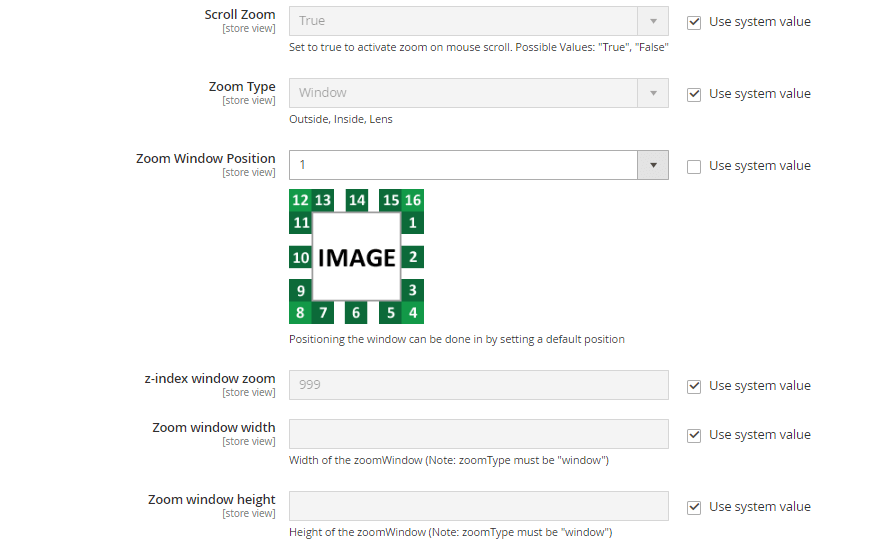 Scroll Zoom
[store view]
True
Use system value
Set to true to activate zoom on mouse scroll. Possible Values: "True", "False"
Zoom Type
[store view]
Window
Use system value
Outside, Inside, Lens
Zoom Window Position
[store view]
1
Use system value
12 13 14 15 16
11 1
10 IMAGE 2
9 3
8 7 6 5 4
Positioning the window can be done in by setting a default position
z-index window zoom
[store view]
999
Use system value
Zoom window width
[store view]
Use system value
Width of the zoomWindow (Note: zoomType must be "window")
Zoom window height
[store view]
Use system value
Height of the zoomWindow (Note: zoomType must be "window")